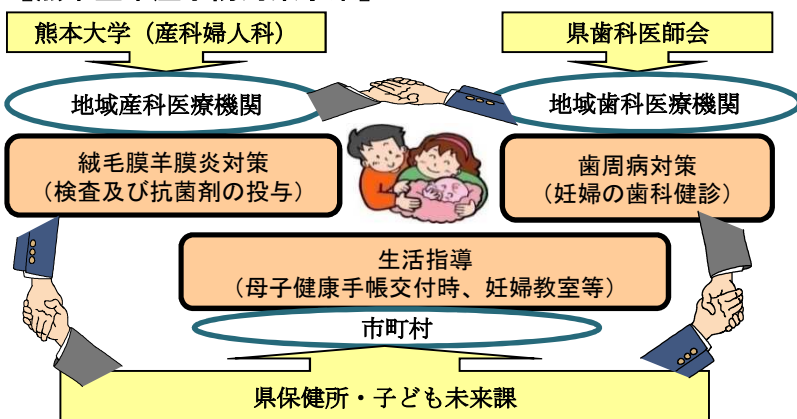 熊本大学（産科婦人科）
県歯科医師会
地域産科医療機関
地域歯科医療機関
絨毛膜羊膜炎対策
（検査及び抗菌剤の投与）
歯周病対策
（妊婦の歯科健診）
生活指導
（母子健康手帳交付時、妊婦教室等）
市町村
県保健所・子ども未来課